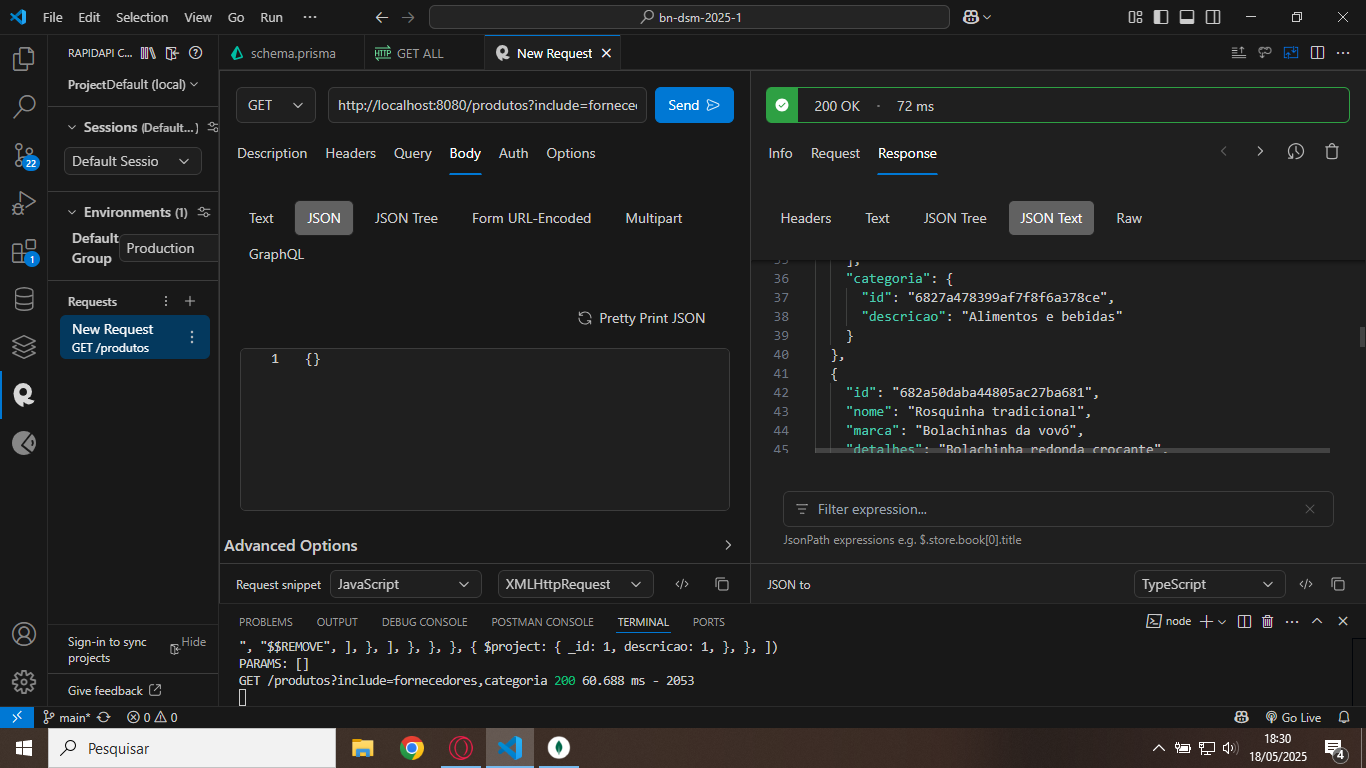 File Edit Selection View Go Run ···
bn-dsm-2025-1
RAPIDAPI C...
schema.prisma
GET ALL
New Request
Project Default (local)
Sessions (Default...)
Default Sessio
Environments (1)
Default Group
Production
Requests
New Request
GET /produtos
Sign-in to sync projects
Hide
Give feedback
22
1
GET
http://localhost:8080/produtos?include=fornece
Send
Description Headers Query Body Auth Options
Text JSON JSON Tree Form URL-Encoded Multipart
GraphQL
Pretty Print JSON
1 {}
Advanced Options
Request snippet JavaScript XMLHttpRequest
200 OK · 72 ms
Info Request Response
Headers Text JSON Tree JSON Text Raw
35 ],
36 "categoria": {
37 "id": "6827a478399af7f8f6a378ce",
38 "descricao": "Alimentos e bebidas"
39 }
40 },
41 {
42 "id": "682a50daba44805ac27ba681",
43 "nome": "Rosquinha tradicional",
44 "marca": "Bolachinhas da vovó",
45 "detalhes": "Bolachinha redonda crocante",
Filter expression...
JsonPath expressions e.g. $.store.book[0].title
JSON to TypeScript
PROBLEMS OUTPUT DEBUG CONSOLE POSTMAN CONSOLE TERMINAL PORTS
node
", "$$REMOVE", ], }, ], }, }, }, { $project: { _id: 1, descricao: 1, }, }, ])
PARAMS: []
GET /produtos?include=fornecedores,categoria 200 60.688 ms - 2053
main* 0 0
Go Live
Pesquisar
18:30
18/05/2025
4